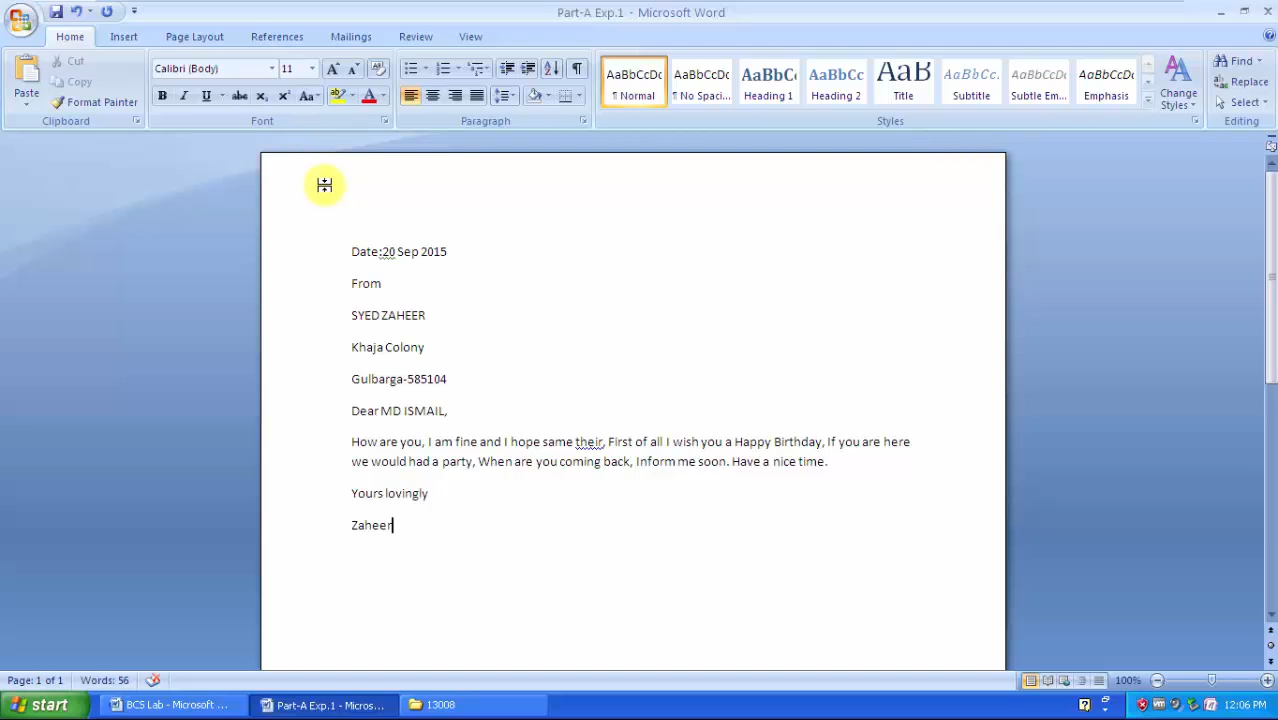 Part-A Exp.1 - Microsoft Word
Home Insert Page Layout References Mailings Review View
Paste
Cut
Copy
Format Painter
Clipboard
Calibri (Body) 11
Font
Paragraph
AaBbCcDc AaBbCcDc AaBbC AaBbCc AaB AaBbCc. AaBbCcDc AaBbCcDc
¶ Normal ¶ No Spaci... Heading 1 Heading 2 Title Subtitle Subtle Em... Emphasis
Change
Styles
Styles
Find
Replace
Select
Editing
Date:20 Sep 2015
From
SYED ZAHEER
Khaja Colony
Gulbarga-585104
Dear MD ISMAIL,
How are you, I am fine and I hope same their, First of all I wish you a Happy Birthday, If you are here
we would had a party, When are you coming back, Inform me soon. Have a nice time.
Yours lovingly
Zaheer
Page: 1 of 1 Words: 56 100%
start BCS Lab - Microsoft ... Part-A Exp.1 - Micros... 13008 12:06 PM